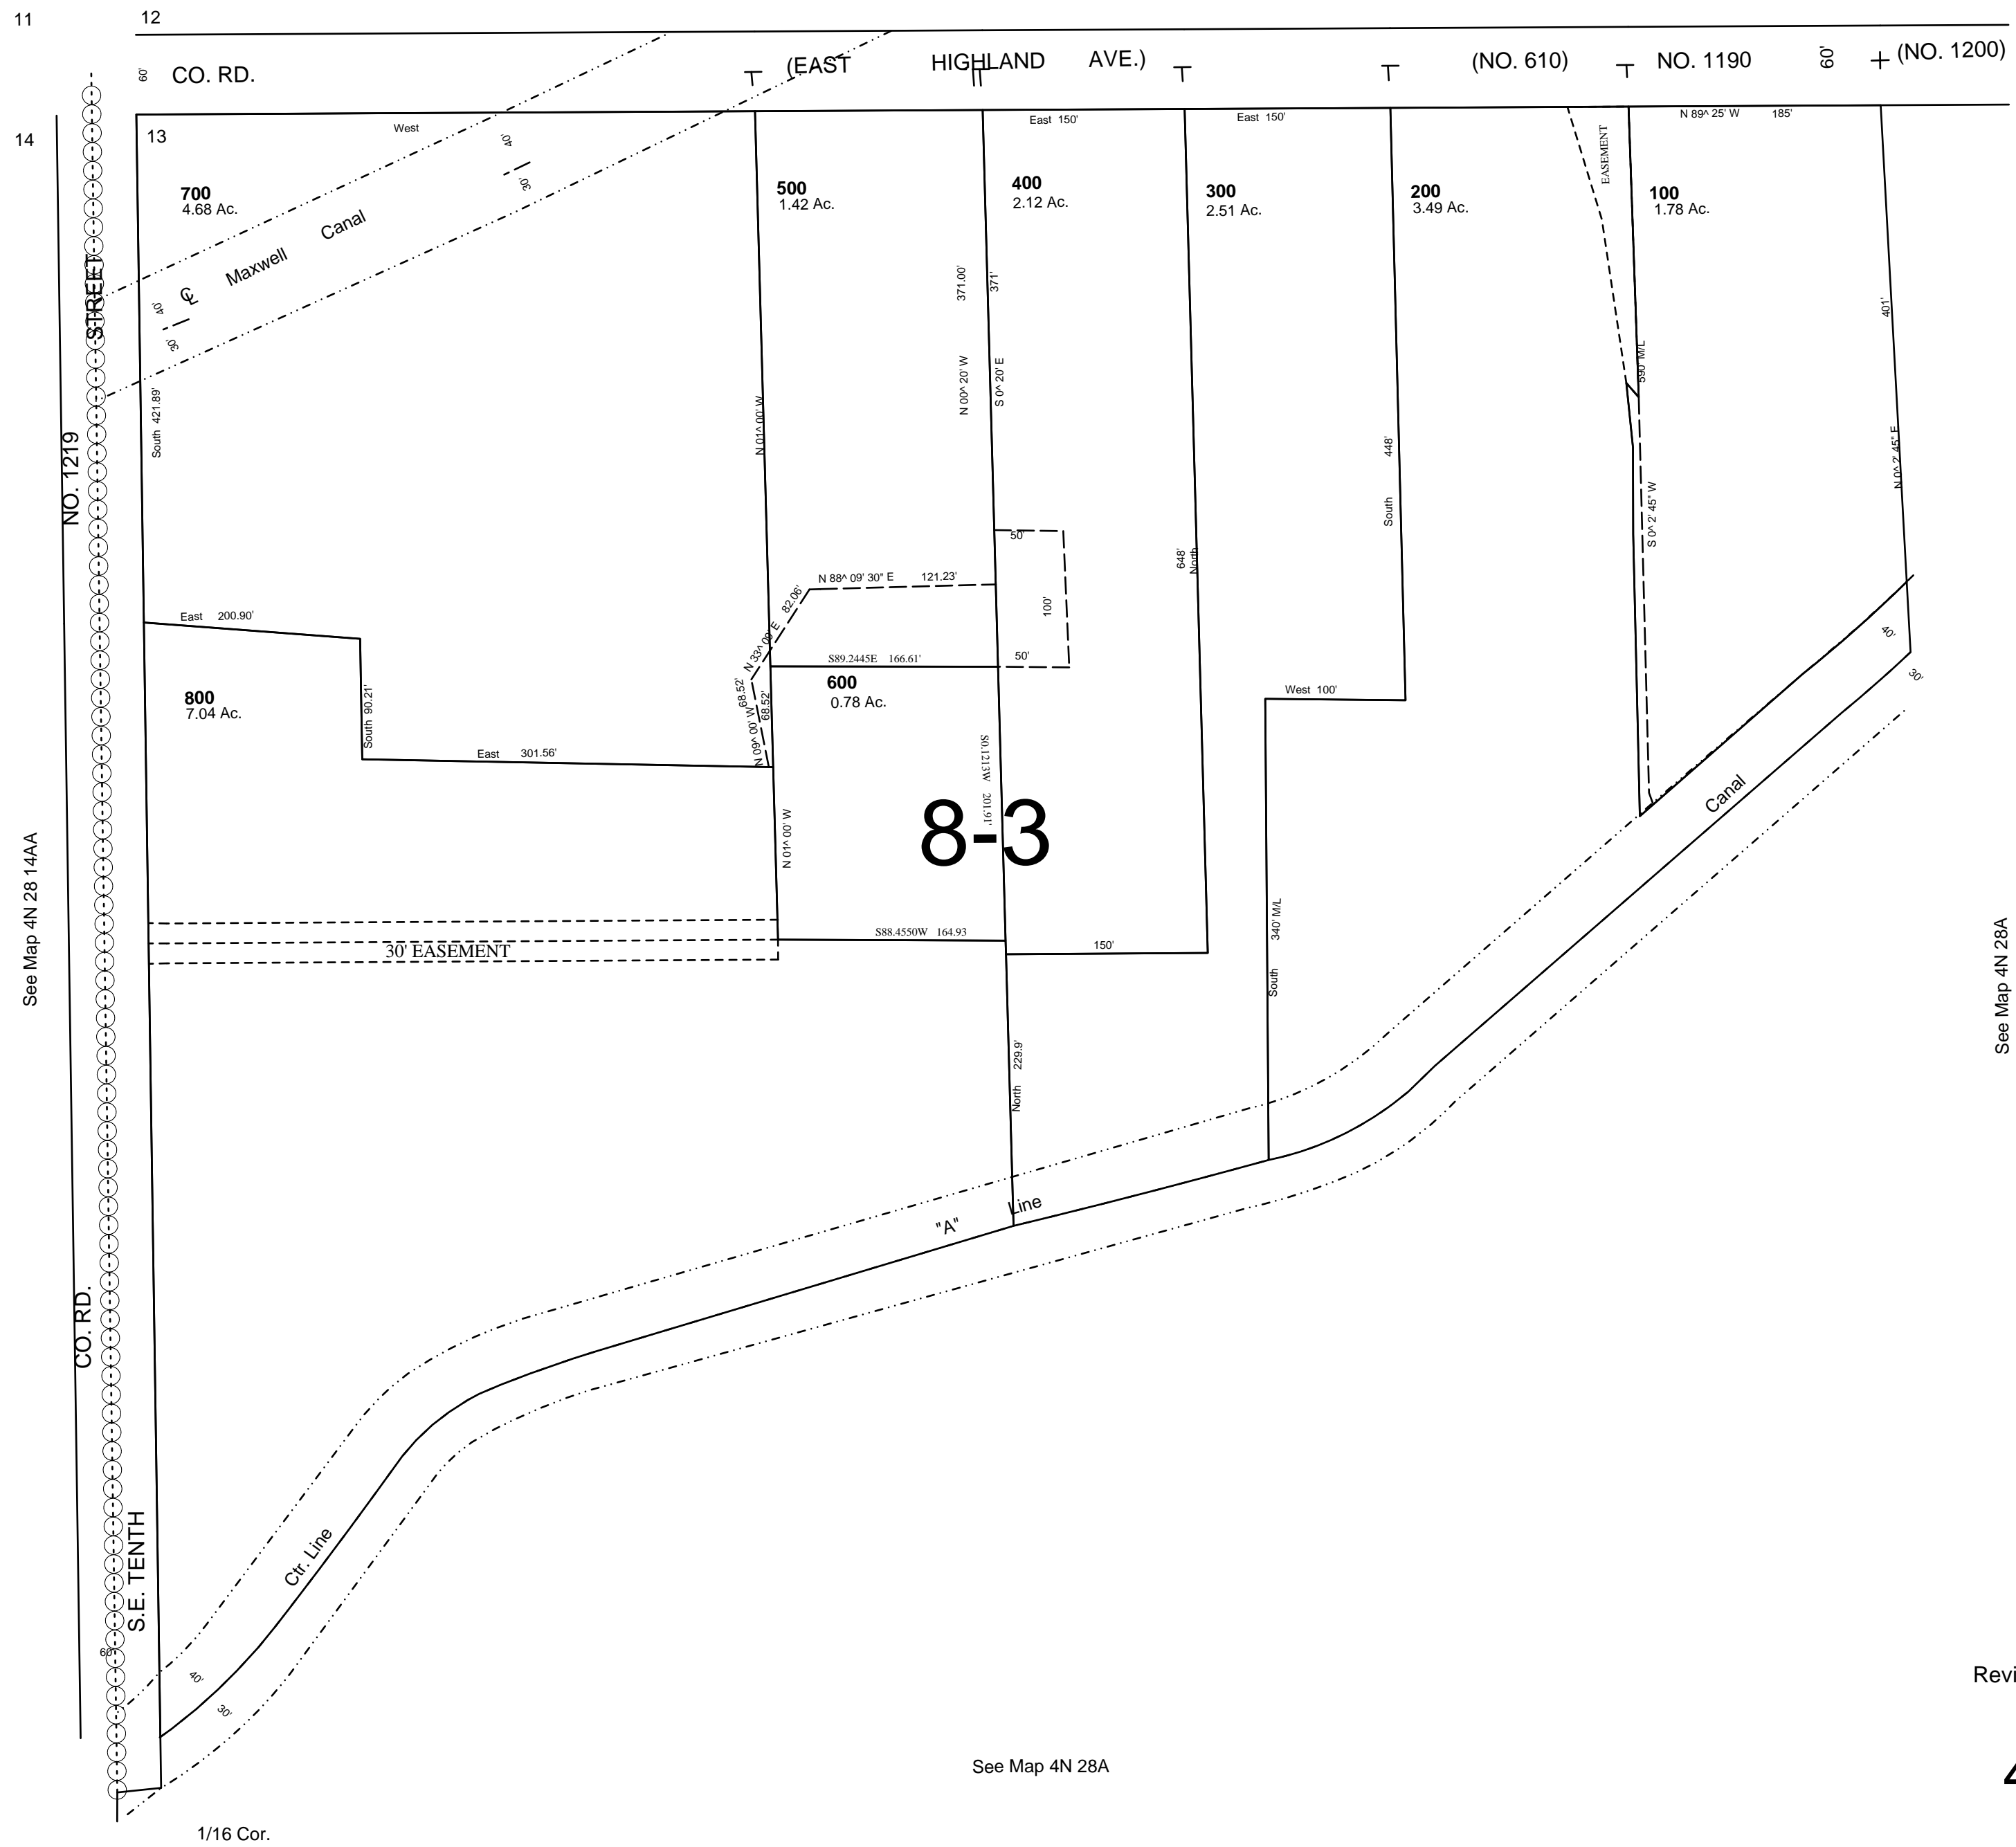 11
12
60'
CO. RD.
(EAST HIGHLAND AVE.)
(NO. 610)
NO. 1190
60'
(NO. 1200)
14
13
West
40'
30'
East 150'
East 150'
EASEMENT
N 89^ 25' W 185'
700
4.68 Ac.
500
1.42 Ac.
400
2.12 Ac.
300
2.51 Ac.
200
3.49 Ac.
100
1.78 Ac.
STREET
40'
30'
℄ Maxwell Canal
South 421.89'
NO. 1219
N 01^ 00' W
N 00^ 20' W 371.00'
S 0^ 20' E 371'
590' M/L
401'
N 0^ 2' 45" E
S 0^ 2' 45" W
South 448'
648'
North
50'
100'
50'
N 88^ 09' 30" E 121.23'
N 33^ 00' E 82.06'
S89.2445E 166.61'
600
0.78 Ac.
East 200.90'
800
7.04 Ac.
South 90.21'
East 301.56'
N 09^ 00' W 68.52'
68.52'
West 100'
40'
30'
S0.1213W 201.91'
8-3
N 01^ 00' W
Canal
See Map 4N 28 14AA
See Map 4N 28A
South 340' M/L
S88.4550W 164.93
150'
30' EASEMENT
North 229.9'
"A" Line
CO. RD.
Ctr. Line
S.E. TENTH
60'
40'
30'
Revi
See Map 4N 28A
4
1/16 Cor.